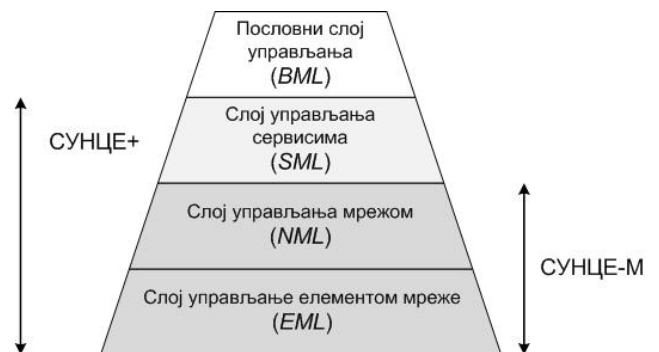 Пословни слој
управљања
(BML)
СУНЦЕ+
Слој управљања
сервисима
(SML)
Слој управљања мрежом
(NML)
СУНЦЕ-М
Слој управљање елементом мреже
(EML)